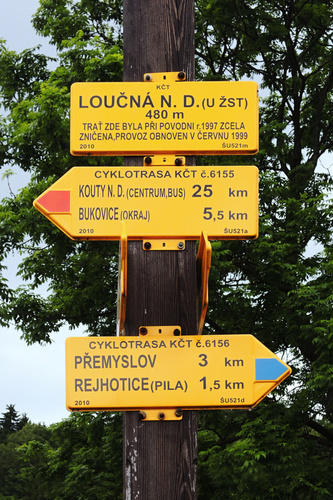 KČT
LOUČNÁ N. D. (U ŽST)
480 m
TRAŤ ZDE BYLA PŘI POVODNI r.1997 ZCELA
ZNIČENA,PROVOZ OBNOVEN V ČERVNU 1999
2010 ŠU521m
CYKLOTRASA KČT č.6155
KOUTY N. D.(CENTRUM,BUS) 25 km
BUKOVICE(OKRAJ) 5,5 km
2010 ŠU521a
CYKLOTRASA KČT č.6156
PŘEMYSLOV 3 km
REJHOTICE(PILA) 1,5 km
2010 ŠU521d